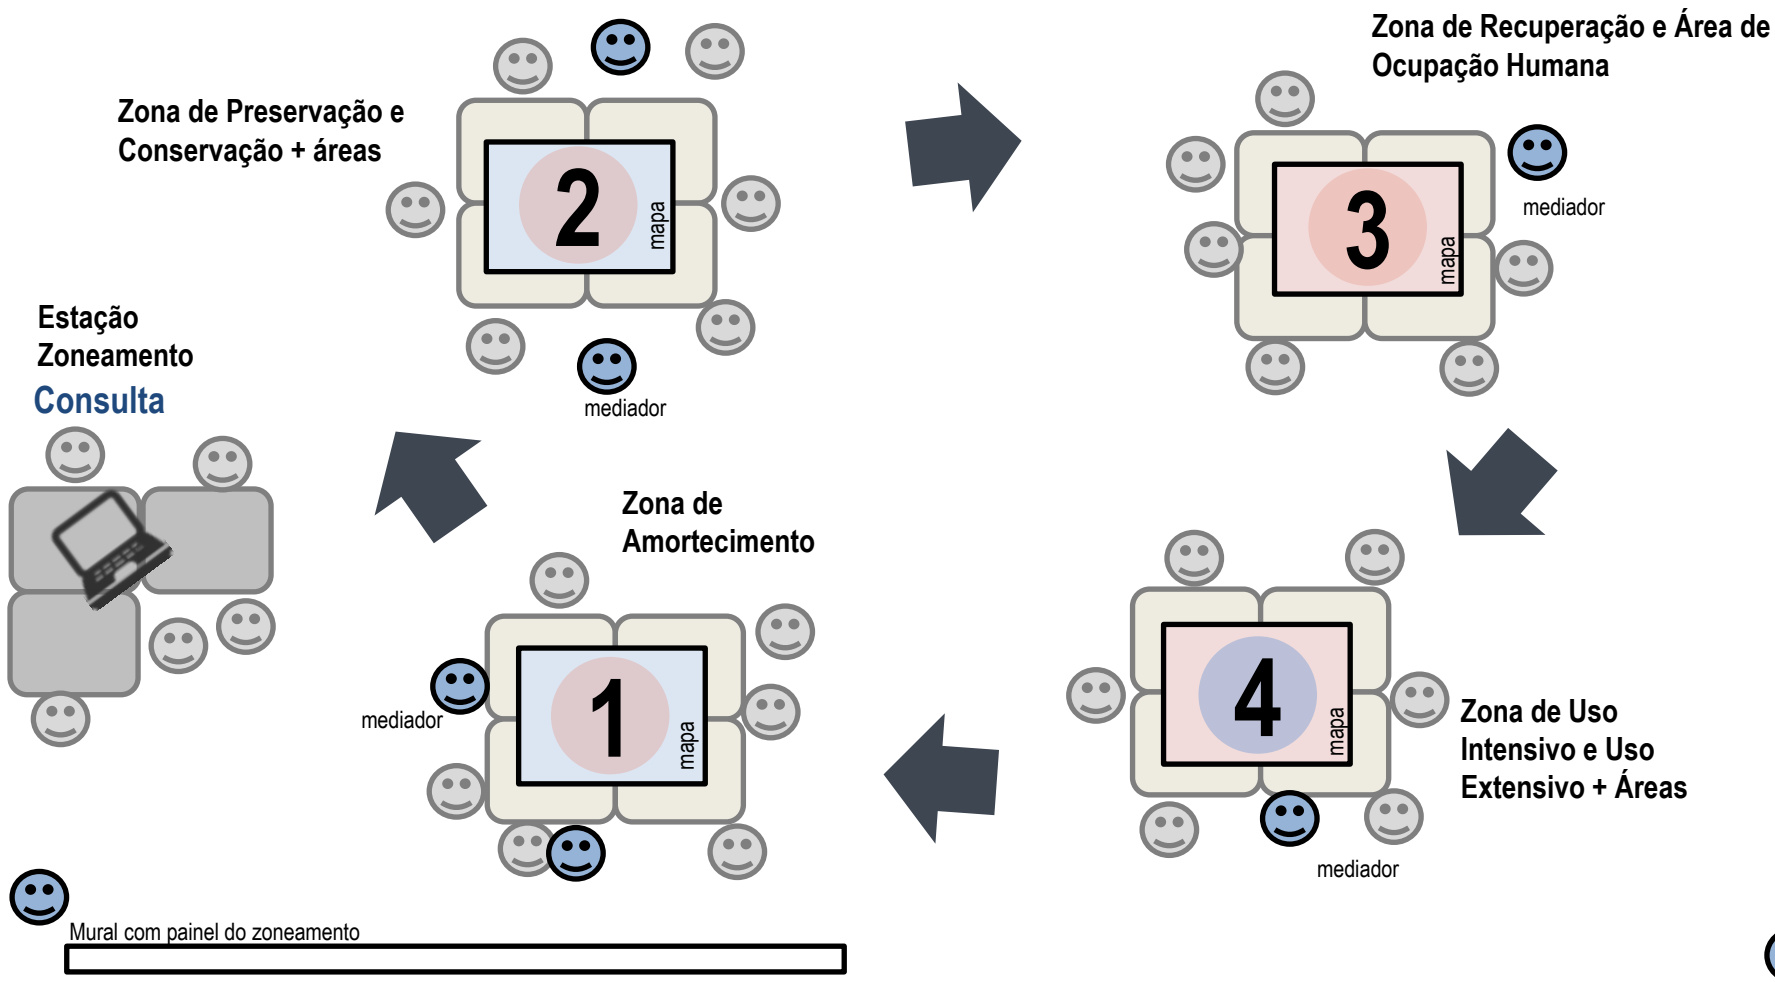 Zona de Recuperação e Área de
Ocupação Humana
Zona de Preservação e
Conservação + áreas
2
mapa
3
mapa
mediador
Estação
Zoneamento
Consulta
mediador
Zona de
Amortecimento
1
mapa
mediador
4
mapa
Zona de Uso
Intensivo e Uso
Extensivo + Áreas
mediador
Mural com painel do zoneamento